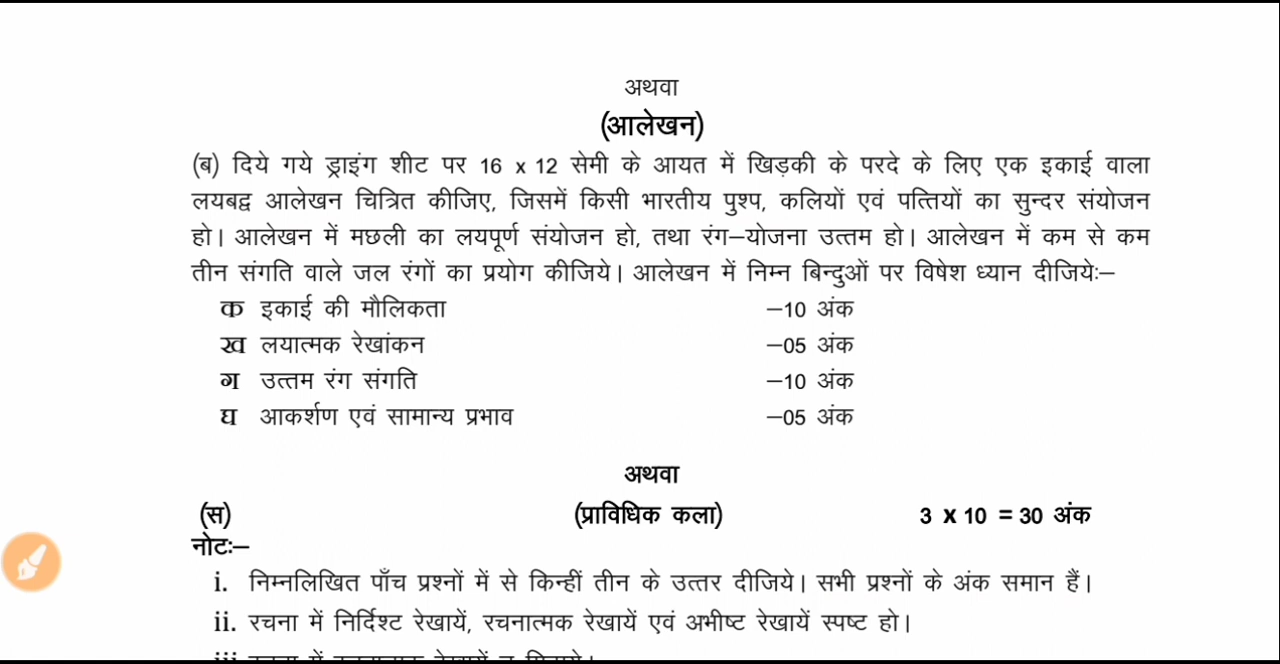 अथवा
(आलेखन)
(ब) दिये गये ड्राइंग शीट पर 16 x 12 सेमी के आयत में खिड़की के परदे के लिए एक इकाई वाला
लयबद्व आलेखन चित्रित कीजिए, जिसमें किसी भारतीय पुश्प, कलियों एवं पत्तियों का सुन्दर संयोजन
हो। आलेखन में मछली का लयपूर्ण संयोजन हो, तथा रंग–योजना उत्तम हो। आलेखन में कम से कम
तीन संगति वाले जल रंगों का प्रयोग कीजिये। आलेखन में निम्न बिन्दुओं पर विषेश ध्यान दीजिये:–
क इकाई की मौलिकता –10 अंक
ख लयात्मक रेखांकन –05 अंक
ग उत्तम रंग संगति –10 अंक
घ आकर्शण एवं सामान्य प्रभाव –05 अंक
अथवा
(स) (प्राविधिक कला) 3 x 10 = 30 अंक
नोट:–
i. निम्नलिखित पाँच प्रश्नों में से किन्हीं तीन के उत्तर दीजिये। सभी प्रश्नों के अंक समान हैं।
ii. रचना में निर्दिश्ट रेखायें, रचनात्मक रेखायें एवं अभीष्ट रेखायें स्पष्ट हो।